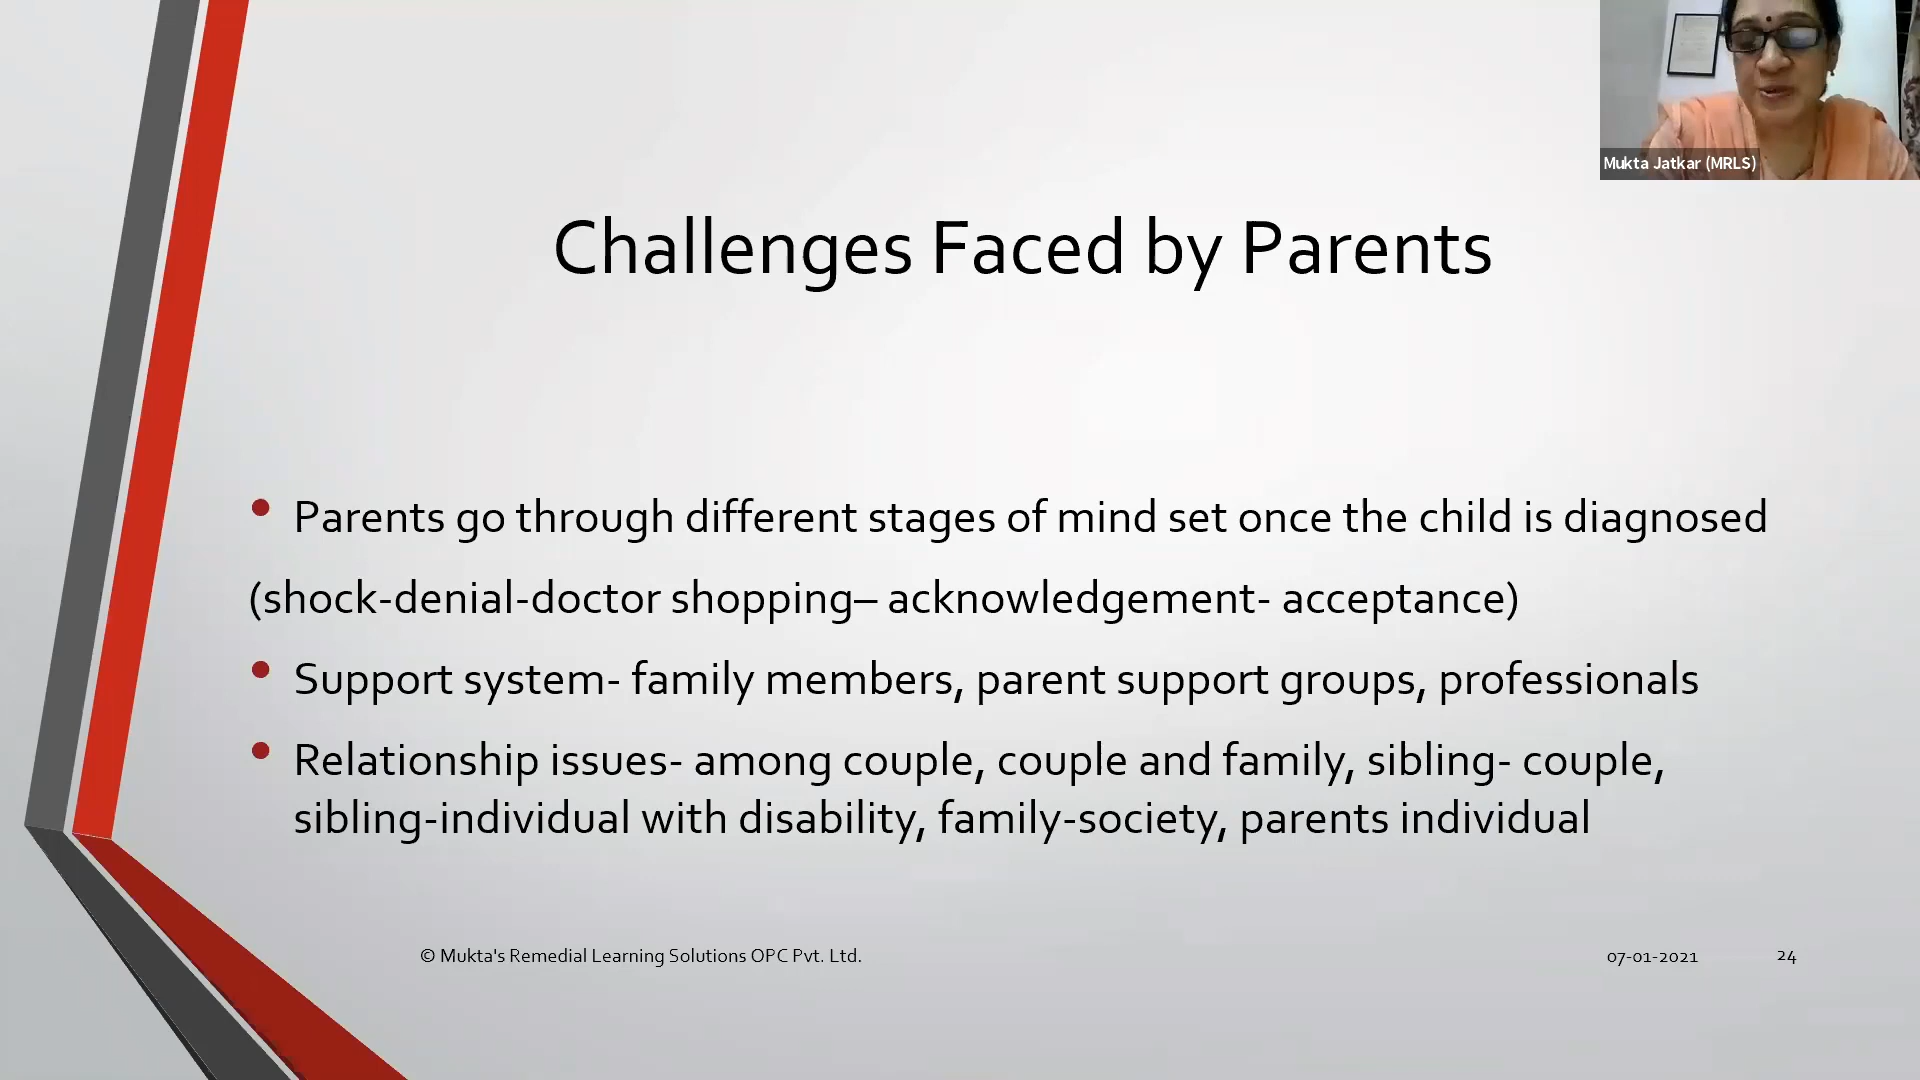 Mukta Jatkar (MRLS)
Challenges Faced by Parents
• Parents go through different stages of mind set once the child is diagnosed
(shock-denial-doctor shopping– acknowledgement- acceptance)
• Support system- family members, parent support groups, professionals
• Relationship issues- among couple, couple and family, sibling- couple,
sibling-individual with disability, family-society, parents individual
© Mukta's Remedial Learning Solutions OPC Pvt. Ltd.
07-01-2021
24